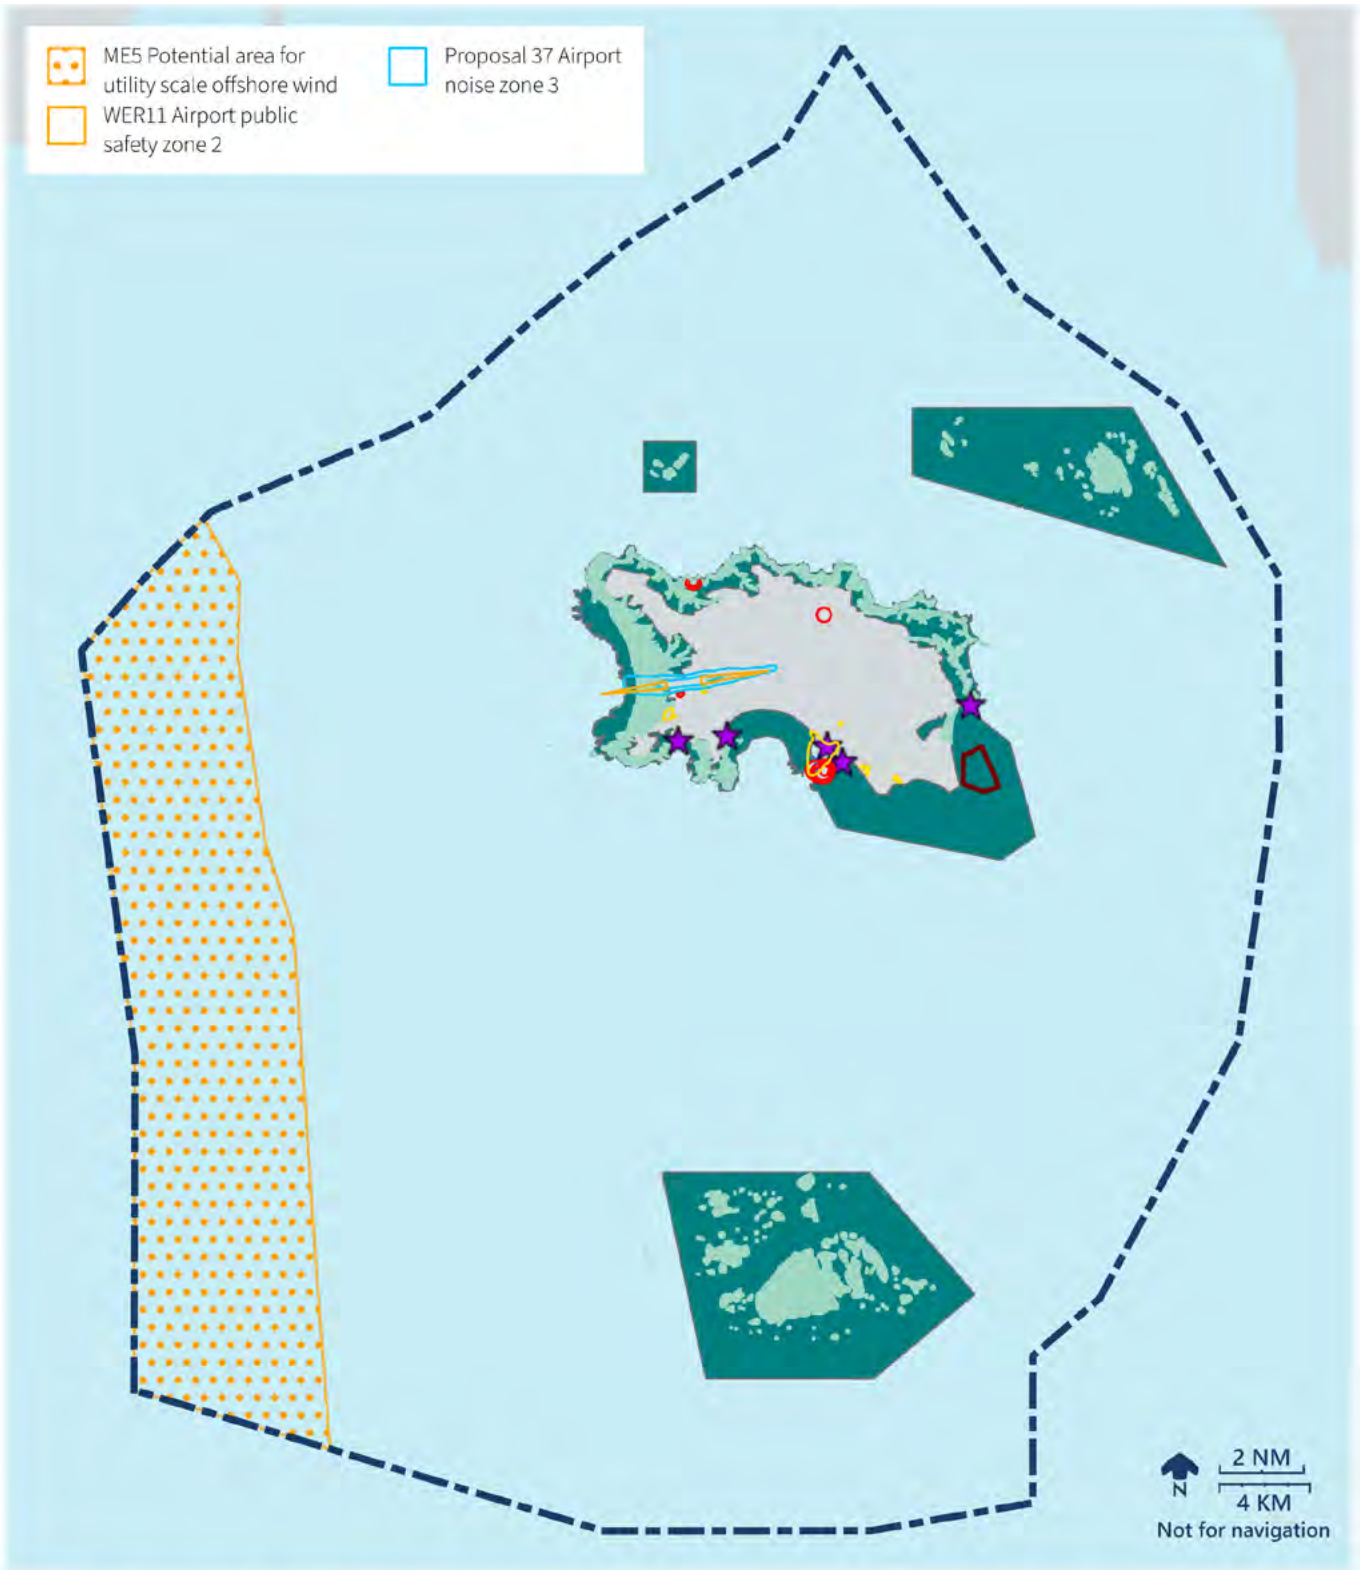 ME5 Potential area for
utility scale offshore wind
WER11 Airport public
safety zone 2
Proposal 37 Airport
noise zone 3
2 NM
N
4 KM
Not for navigation